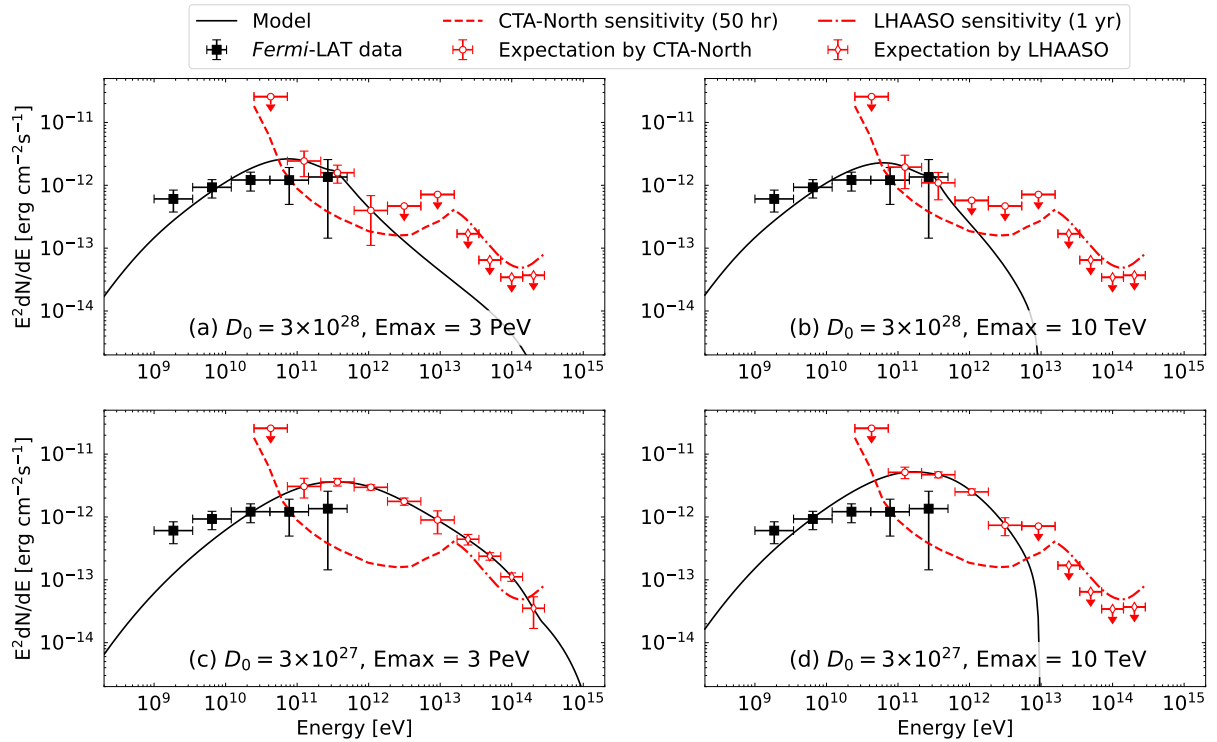 Model CTA-North sensitivity (50 hr) LHAASO sensitivity (1 yr)
Fermi-LAT data Expectation by CTA-North Expectation by LHAASO
E²dN/dE [erg cm⁻²s⁻¹]
10⁻¹¹
10⁻¹²
10⁻¹³
10⁻¹⁴
(a) D₀ = 3×10²⁸, Emax = 3 PeV
10⁹ 10¹⁰ 10¹¹ 10¹² 10¹³ 10¹⁴ 10¹⁵
10⁻¹¹
10⁻¹²
10⁻¹³
10⁻¹⁴
(b) D₀ = 3×10²⁸, Emax = 10 TeV
10⁹ 10¹⁰ 10¹¹ 10¹² 10¹³ 10¹⁴ 10¹⁵
E²dN/dE [erg cm⁻²s⁻¹]
10⁻¹¹
10⁻¹²
10⁻¹³
10⁻¹⁴
(c) D₀ = 3×10²⁷, Emax = 3 PeV
10⁹ 10¹⁰ 10¹¹ 10¹² 10¹³ 10¹⁴ 10¹⁵
Energy [eV]
10⁻¹¹
10⁻¹²
10⁻¹³
10⁻¹⁴
(d) D₀ = 3×10²⁷, Emax = 10 TeV
10⁹ 10¹⁰ 10¹¹ 10¹² 10¹³ 10¹⁴ 10¹⁵
Energy [eV]